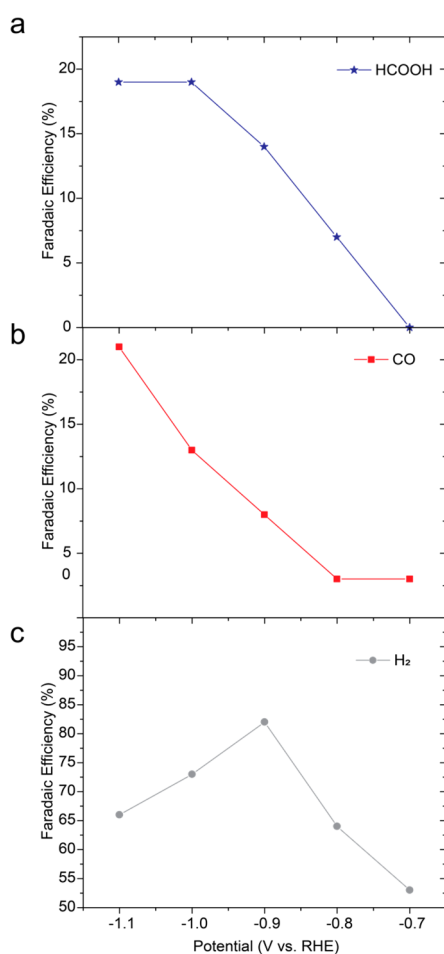 a
HCOOH
Faradaic Efficiency (%)
20
15
10
5
0
b
CO
Faradaic Efficiency (%)
20
15
10
5
0
c
H₂
Faradaic Efficiency (%)
95
90
85
80
75
70
65
60
55
50
-1.1 -1.0 -0.9 -0.8 -0.7
Potential (V vs. RHE)